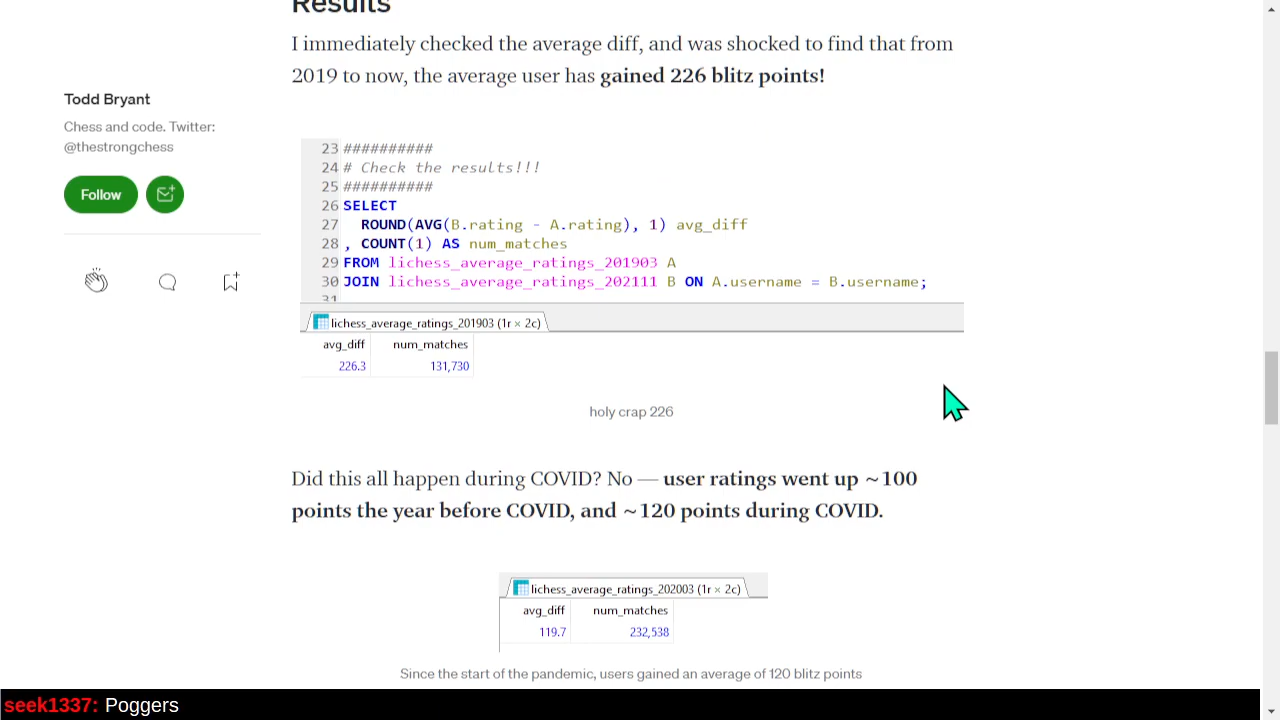 Results
I immediately checked the average diff, and was shocked to find that from
2019 to now, the average user has gained 226 blitz points!
Todd Bryant
Chess and code. Twitter:
@thestrongchess
Follow
23 ##########
24 # Check the results!!!
25 ##########
26 SELECT
27 ROUND(AVG(B.rating - A.rating), 1) avg_diff
28 , COUNT(1) AS num_matches
29 FROM lichess_average_ratings_201903 A
30 JOIN lichess_average_ratings_202111 B ON A.username = B.username;
31
lichess_average_ratings_201903 (1r × 2c)
avg_diff num_matches
226.3 131,730
holy crap 226
Did this all happen during COVID? No — user ratings went up ~100
points the year before COVID, and ~120 points during COVID.
lichess_average_ratings_202003 (1r × 2c)
avg_diff num_matches
119.7 232,538
Since the start of the pandemic, users gained an average of 120 blitz points
seek1337: Poggers